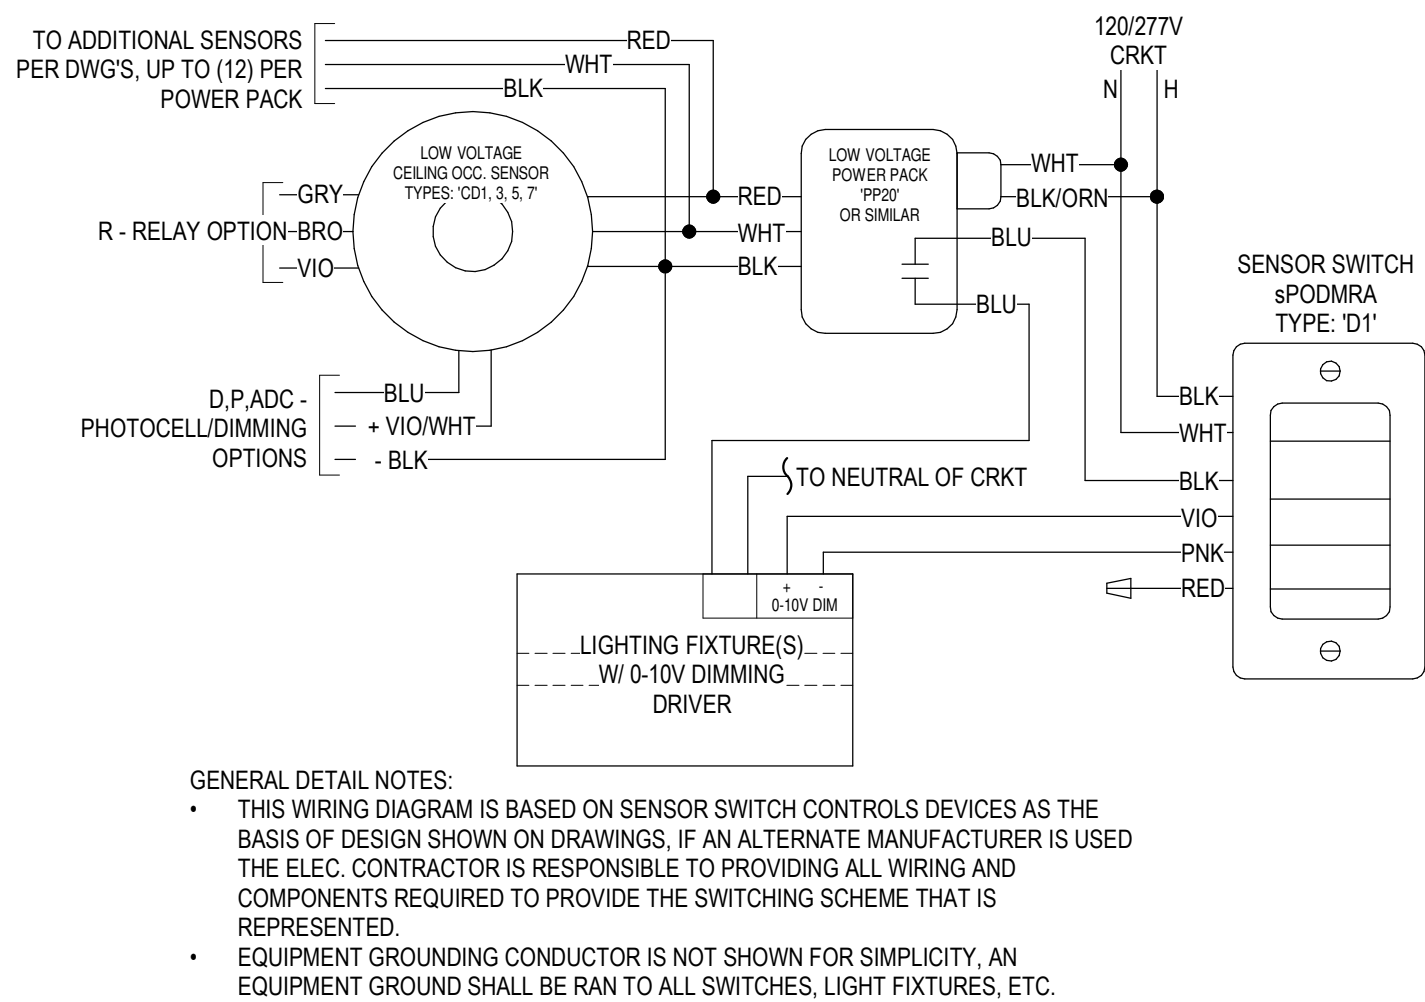 TO ADDITIONAL SENSORS
PER DWG'S, UP TO (12) PER
POWER PACK
RED
WHT
BLK
120/277V
CRKT
N
H
LOW VOLTAGE
CEILING OCC. SENSOR
TYPES: 'CD1, 3, 5, 7'
LOW VOLTAGE
POWER PACK
'PP20'
OR SIMILAR
WHT
BLK/ORN
GRY
R - RELAY OPTION
BRO
VIO
RED
WHT
BLK
BLU
BLU
SENSOR SWITCH
sPODMRA
TYPE: 'D1'
D,P,ADC -
PHOTOCELL/DIMMING
OPTIONS
BLU
+ VIO/WHT
- BLK
BLK
WHT
BLK
VIO
PNK
RED
TO NEUTRAL OF CRKT
+ -
0-10V DIM
LIGHTING FIXTURE(S)
W/ 0-10V DIMMING
DRIVER
GENERAL DETAIL NOTES:
• THIS WIRING DIAGRAM IS BASED ON SENSOR SWITCH CONTROLS DEVICES AS THE
BASIS OF DESIGN SHOWN ON DRAWINGS, IF AN ALTERNATE MANUFACTURER IS USED
THE ELEC. CONTRACTOR IS RESPONSIBLE TO PROVIDING ALL WIRING AND
COMPONENTS REQUIRED TO PROVIDE THE SWITCHING SCHEME THAT IS
REPRESENTED.
• EQUIPMENT GROUNDING CONDUCTOR IS NOT SHOWN FOR SIMPLICITY, AN
EQUIPMENT GROUND SHALL BE RAN TO ALL SWITCHES, LIGHT FIXTURES, ETC.